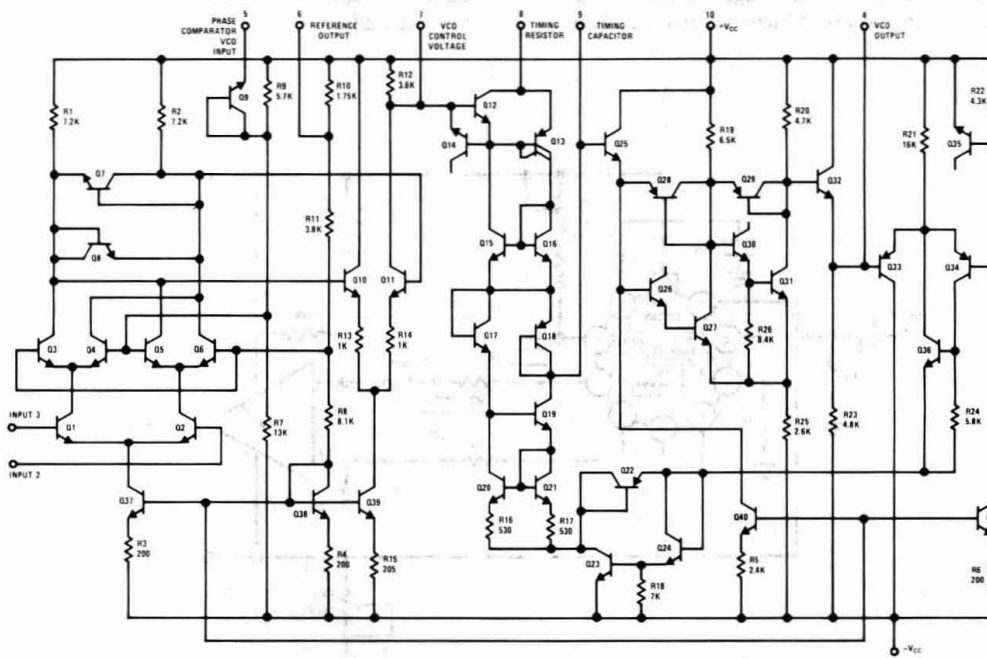 5
PHASE
COMPARATOR
VCO
INPUT
6
REFERENCE
OUTPUT
7
VCO
CONTROL
VOLTAGE
8
TIMING
RESISTOR
9
TIMING
CAPACITOR
10
+VCC
4
VCO
OUTPUT
R1
7.2K
R2
7.2K
Q9
R9
5.7K
R10
1.75K
R12
3.6K
Q12
Q14
Q13
Q25
R19
6.5K
R20
4.7K
Q32
R21
16K
R22
4.3K
Q35
Q7
Q8
R11
3.8K
Q28
Q29
Q15
Q16
Q30
Q10
Q11
Q26
Q31
Q33
Q34
Q3
Q4
Q5
Q6
R13
1K
R14
1K
Q17
Q18
Q27
R26
8.4K
Q36
INPUT 3
Q1
Q2
R7
13K
R8
8.1K
Q19
R25
2.6K
R23
4.8K
R24
5.8K
INPUT 2
Q37
Q38
Q39
Q20
Q21
Q22
Q40
R3
200
R4
200
R15
205
R16
530
R17
530
Q23
Q24
R18
7K
R5
2.4K
R6
200
-VCC